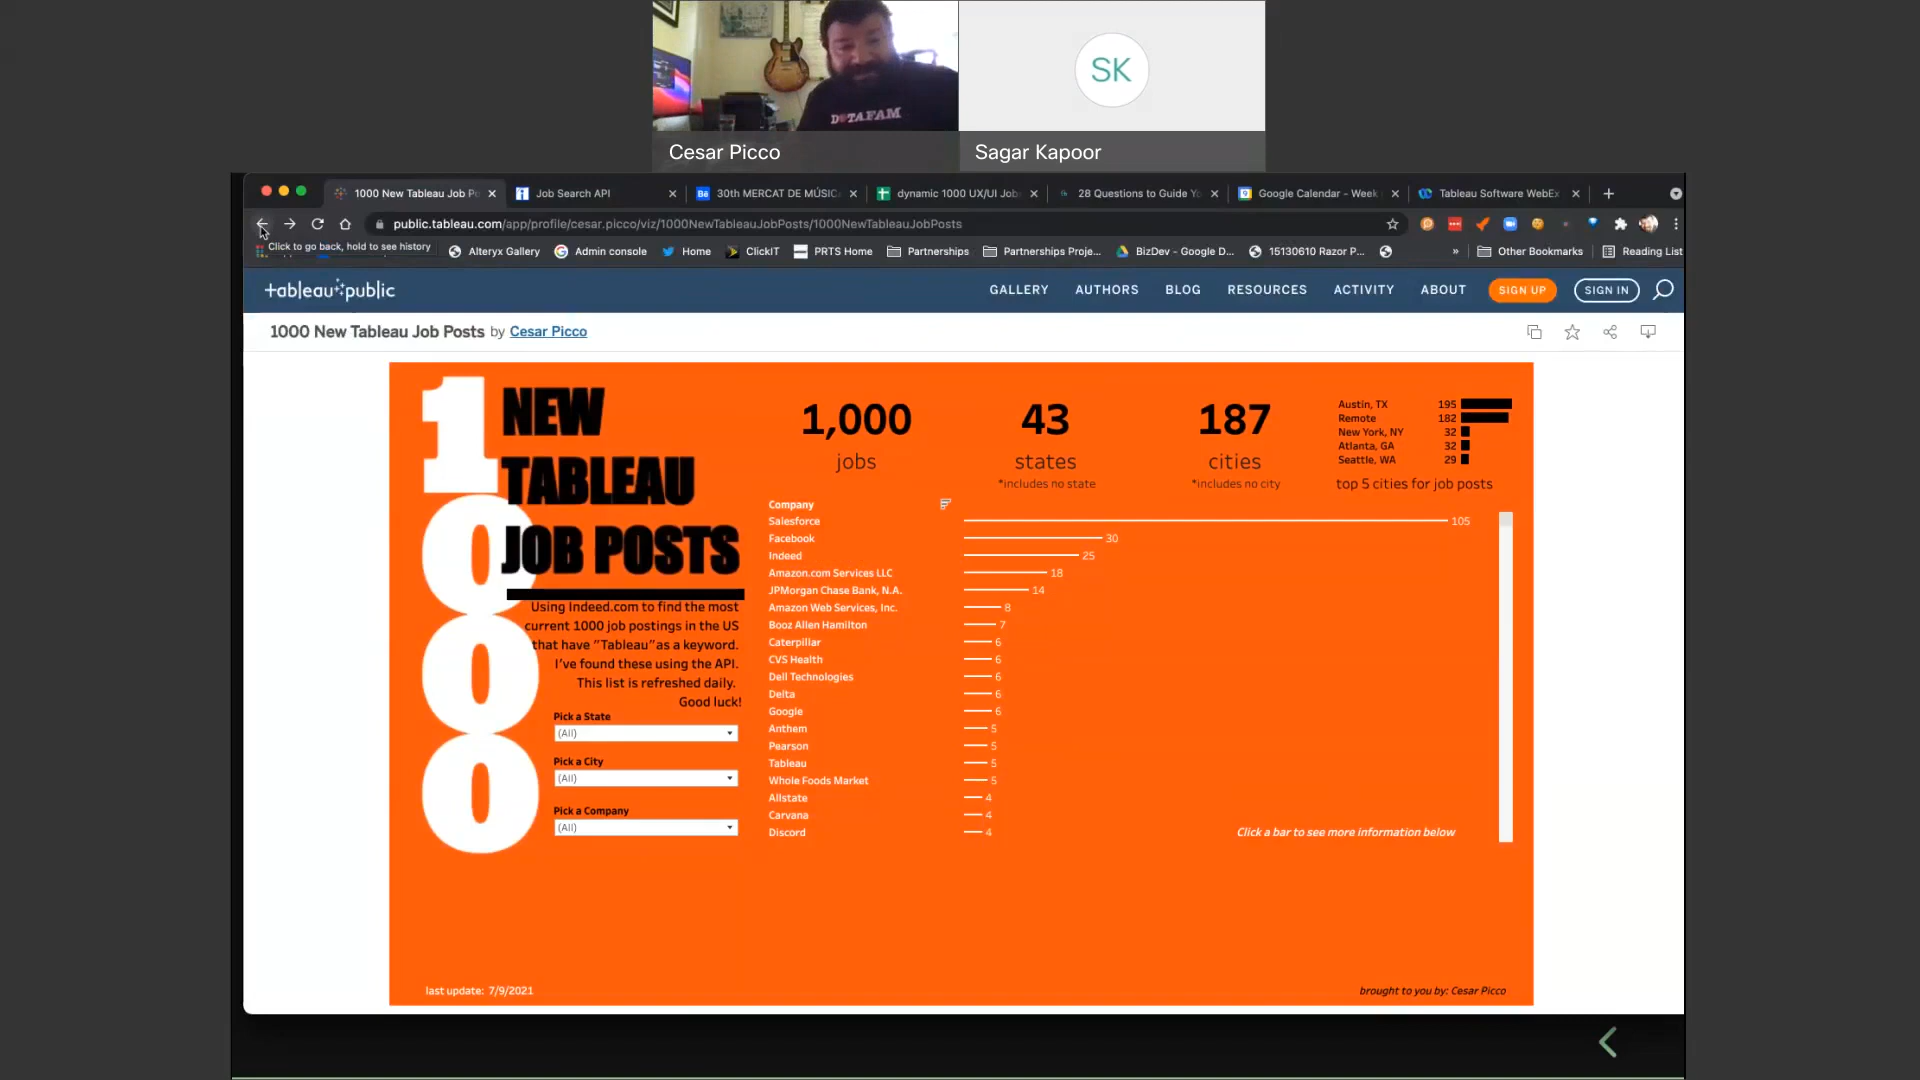 DATAFAM
SK
Cesar Picco
Sagar Kapoor
1000 New Tableau Job Po
Job Search API
30th MERCAT DE MÚSIC
dynamic 1000 UX/UI Job
28 Questions to Guide Yo
Google Calendar - Week
Tableau Software WebEx
public.tableau.com/app/profile/cesar.picco/viz/1000NewTableauJobPosts/1000NewTableauJobPosts
Click to go back, hold to see history
Alteryx Gallery
Admin console
Home
ClickIT
PRTS Home
Partnerships
Partnerships Proje...
BizDev - Google D...
15130610 Razor P...
»
Other Bookmarks
Reading List
+ableau public
GALLERY
AUTHORS
BLOG
RESOURCES
ACTIVITY
ABOUT
SIGN UP
SIGN IN
1000 New Tableau Job Posts by Cesar Picco
1000
NEW
TABLEAU
JOB POSTS
Using Indeed.com to find the most
current 1000 job postings in the US
that have "Tableau"as a keyword.
I've found these using the API.
This list is refreshed daily.
Good luck!
Pick a State
(All)
Pick a City
(All)
Pick a Company
(All)
1,000
jobs
43
states
*includes no state
187
cities
*includes no city
Austin, TX 195
Remote 182
New York, NY 32
Atlanta, GA 32
Seattle, WA 29
top 5 cities for job posts
Company
Salesforce 105
Facebook 30
Indeed 25
Amazon.com Services LLC 18
JPMorgan Chase Bank, N.A. 14
Amazon Web Services, Inc. 8
Booz Allen Hamilton 7
Caterpillar 6
CVS Health 6
Dell Technologies 6
Delta 6
Google 6
Anthem 5
Pearson 5
Tableau 5
Whole Foods Market 5
Allstate 4
Carvana 4
Discord 4
Click a bar to see more information below
last update: 7/9/2021
brought to you by: Cesar Picco